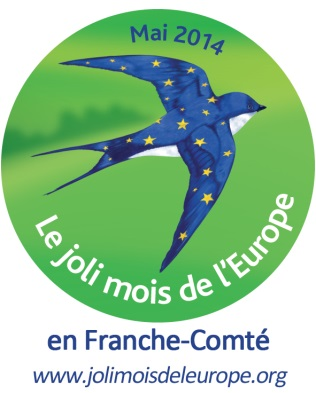 Mai 2014
Le joli mois de l'Europe
en Franche-Comté
www.jolimoisdeleurope.org